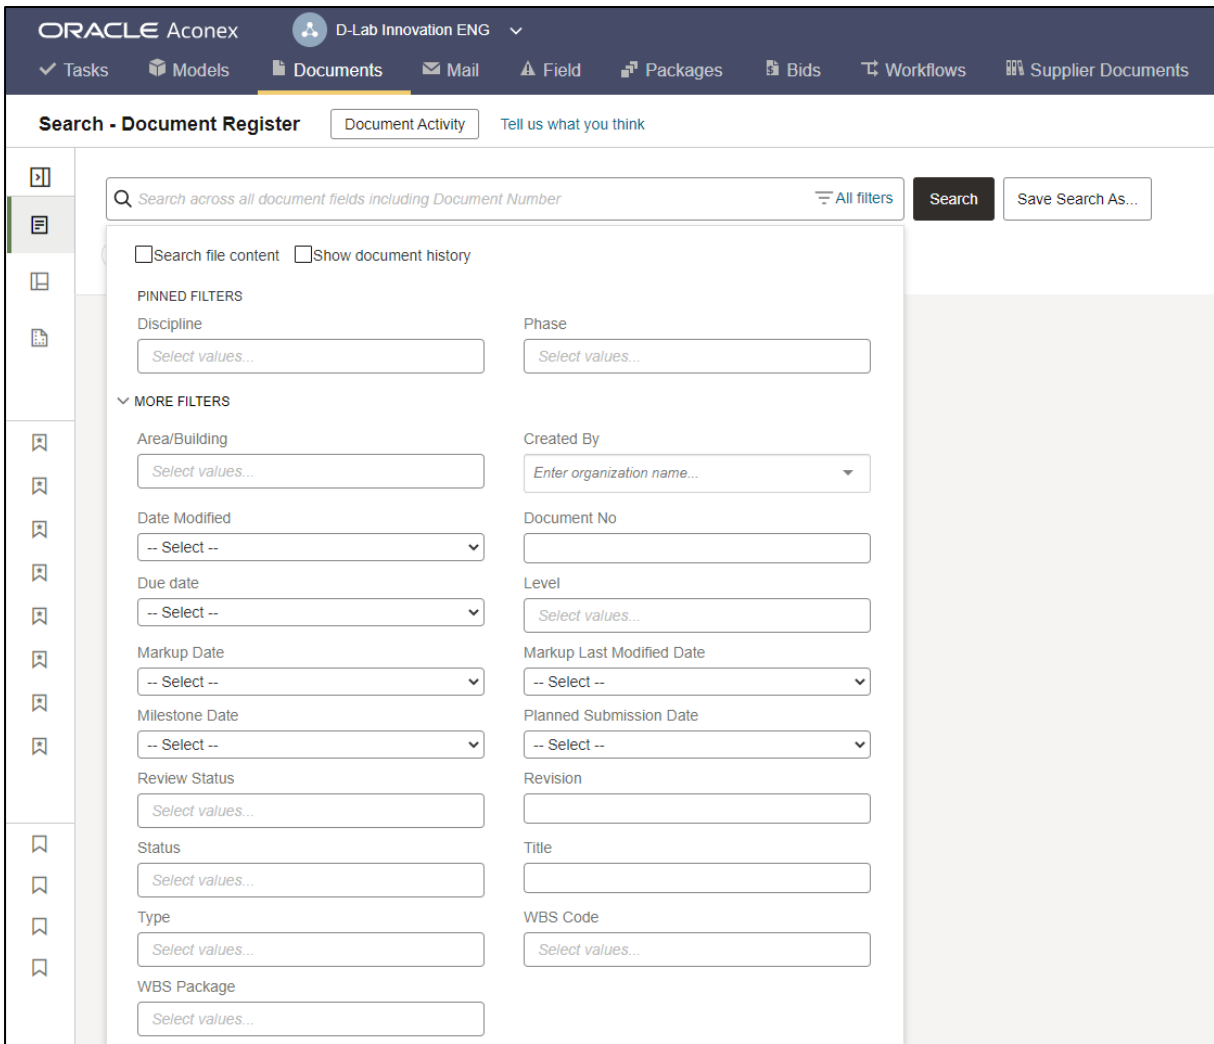 ORACLE Aconex D-Lab Innovation ENG
Tasks Models Documents Mail Field Packages Bids Workflows Supplier Documents
Search - Document Register Document Activity Tell us what you think
Search across all document fields including Document Number All filters Search Save Search As...
Search file content Show document history
PINNED FILTERS
Discipline Phase
Select values... Select values...
MORE FILTERS
Area/Building Created By
Select values... Enter organization name...
Date Modified Document No
-- Select --
Due date Level
-- Select -- Select values...
Markup Date Markup Last Modified Date
-- Select -- -- Select --
Milestone Date Planned Submission Date
-- Select -- -- Select --
Review Status Revision
Select values...
Status Title
Select values...
Type WBS Code
Select values... Select values...
WBS Package
Select values...